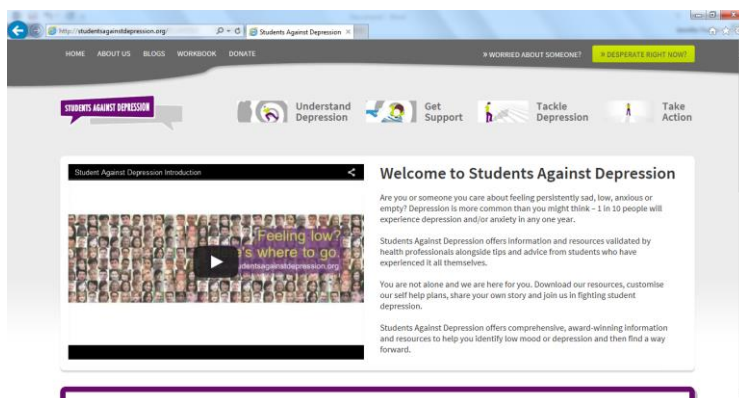 http://studentsagainstdepression.org/
Students Against Depression
HOME ABOUT US BLOGS WORKBOOK DONATE
» WORRIED ABOUT SOMEONE?
» DESPERATE RIGHT NOW?
STUDENTS AGAINST DEPRESSION
Understand
Depression
Get
Support
Tackle
Depression
Take
Action
Student Against Depression Introduction
Feeling low?
e's where to go.
udentsagainstdepression.org
Welcome to Students Against Depression
Are you or someone you care about feeling persistently sad, low, anxious or
empty? Depression is more common than you might think – 1 in 10 people will
experience depression and/or anxiety in any one year.
Students Against Depression offers information and resources validated by
health professionals alongside tips and advice from students who have
experienced it all themselves.
You are not alone and we are here for you. Download our resources, customise
our self help plans, share your own story and join us in fighting student
depression.
Students Against Depression offers comprehensive, award-winning information
and resources to help you identify low mood or depression and then find a way
forward.